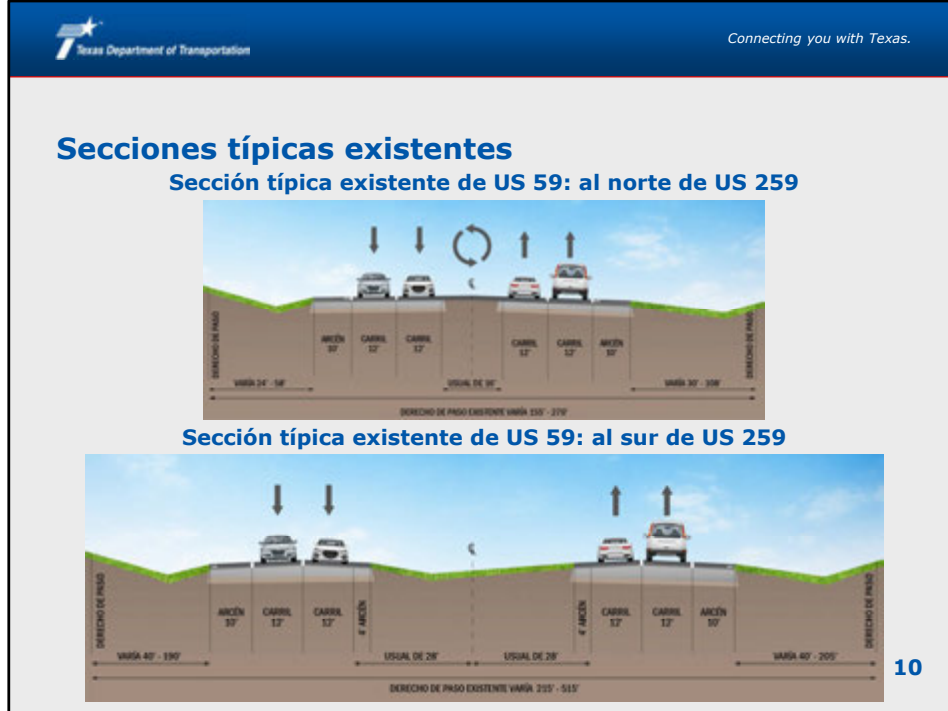 Texas Department of Transportation
Connecting you with Texas.
Secciones típicas existentes
Sección típica existente de US 59: al norte de US 259
DERECHO DE PASO
ARCÉN 10'
CARRIL 12'
CARRIL 12'
CARRIL 12'
CARRIL 12'
ARCÉN 10'
DERECHO DE PASO
VARÍA 24' - 58'
USUAL DE 16'
VARÍA 30' - 108'
DERECHO DE PASO EXISTENTE VARÍA 155' - 270'
Sección típica existente de US 59: al sur de US 259
DERECHO DE PASO
ARCÉN 10'
CARRIL 12'
CARRIL 12'
4' ARCÉN
4' ARCÉN
CARRIL 12'
CARRIL 12'
ARCÉN 10'
DERECHO DE PASO
VARÍA 40' - 190'
USUAL DE 28'
USUAL DE 28'
VARÍA 40' - 205'
DERECHO DE PASO EXISTENTE VARÍA 215' - 515'
10